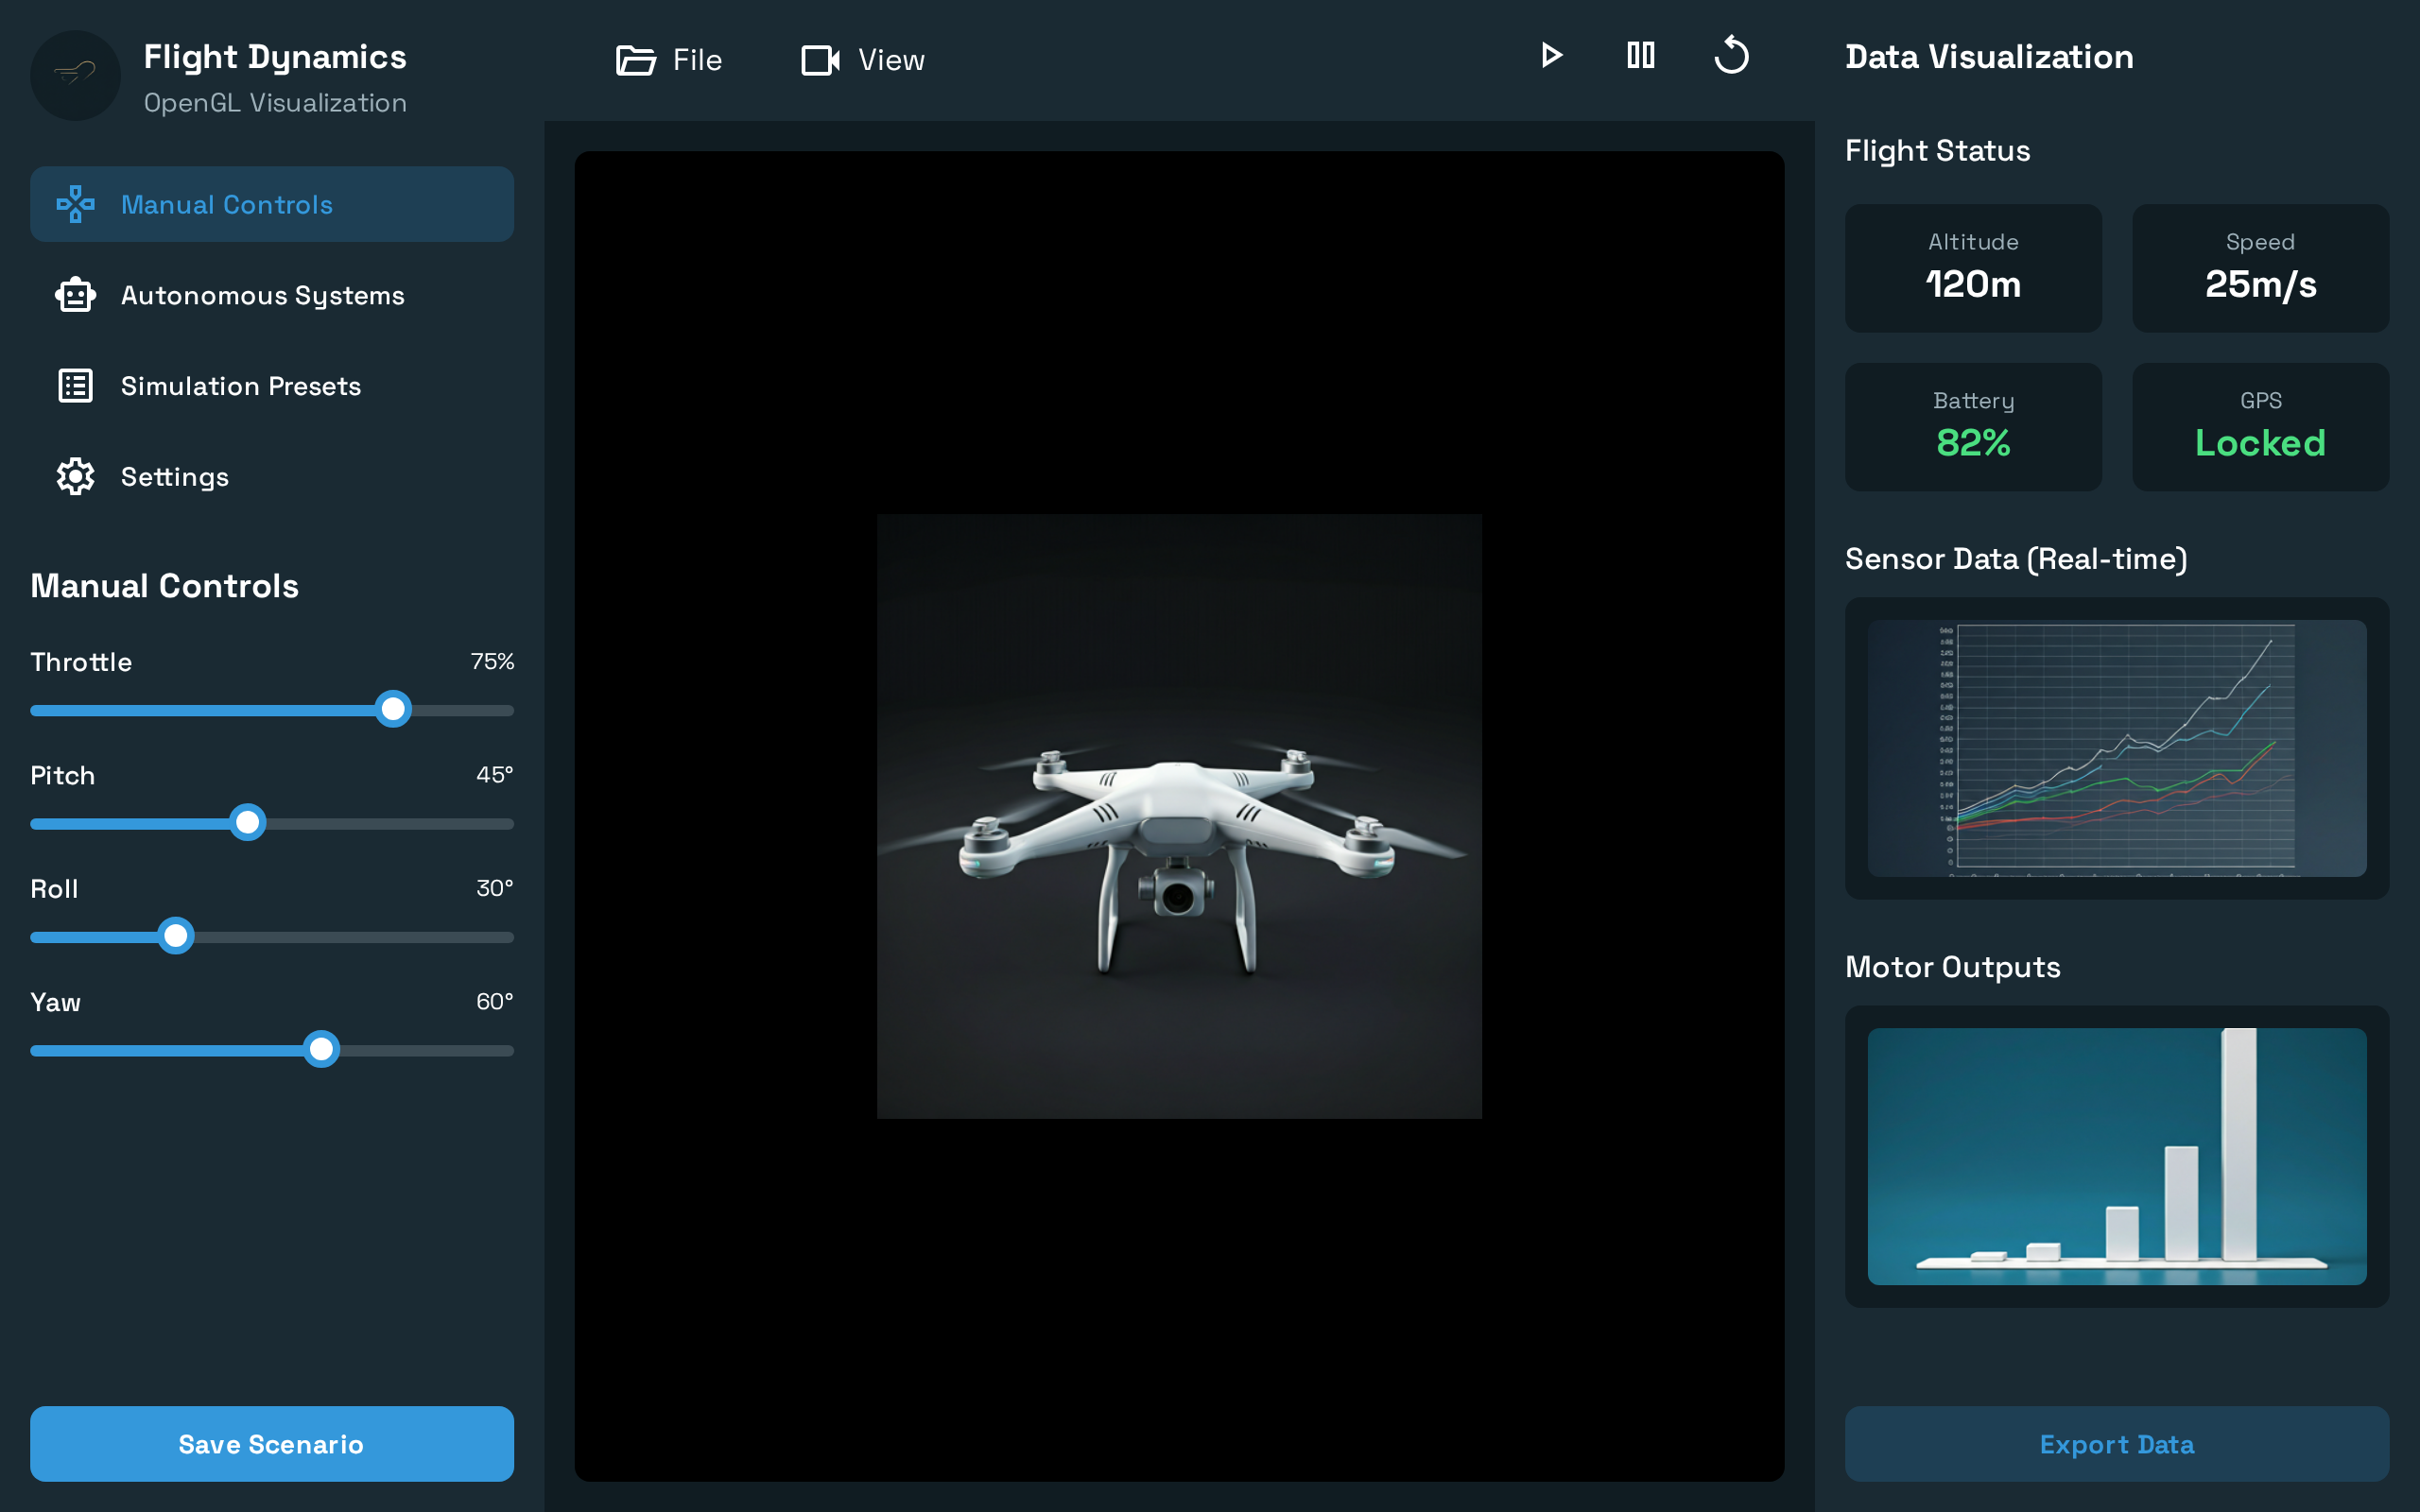 Flight Dynamics
OpenGL Visualization
Manual Controls
Autonomous Systems
Simulation Presets
Settings
Manual Controls
Throttle 75%
Pitch 45°
Roll 30°
Yaw 60°
Save Scenario
File View
Data Visualization
Flight Status
Altitude
120m
Speed
25m/s
Battery
82%
GPS
Locked
Sensor Data (Real-time)
Motor Outputs
Export Data